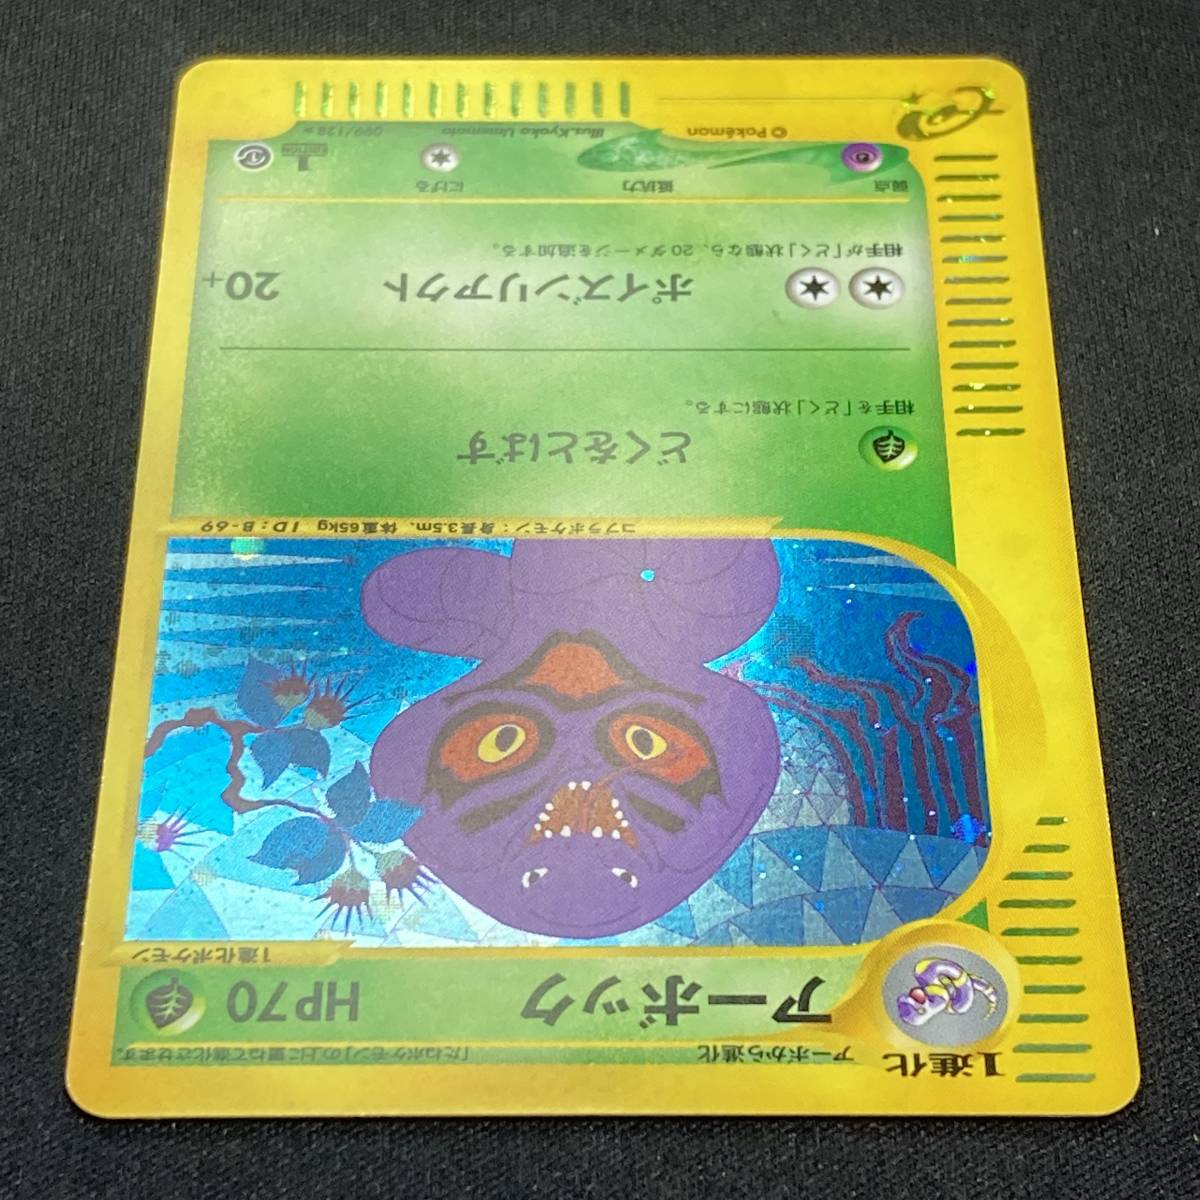 1進化
アーボから進化
「たねポケモン」の上に重ねて進化させます。
アーボック
HP70
1進化ポケモン
コブラポケモン：身長3.5m、体重65kg ID：B-69
どくをとばす
相手を「どく」状態にする。
ポイズンリアクト 20+
相手が「どく」状態なら、20ダメージを追加する。
弱点 抵抗力 にげる
1 EDITION
© Pokémon
Illus.Kyoko Umemoto
099/128★